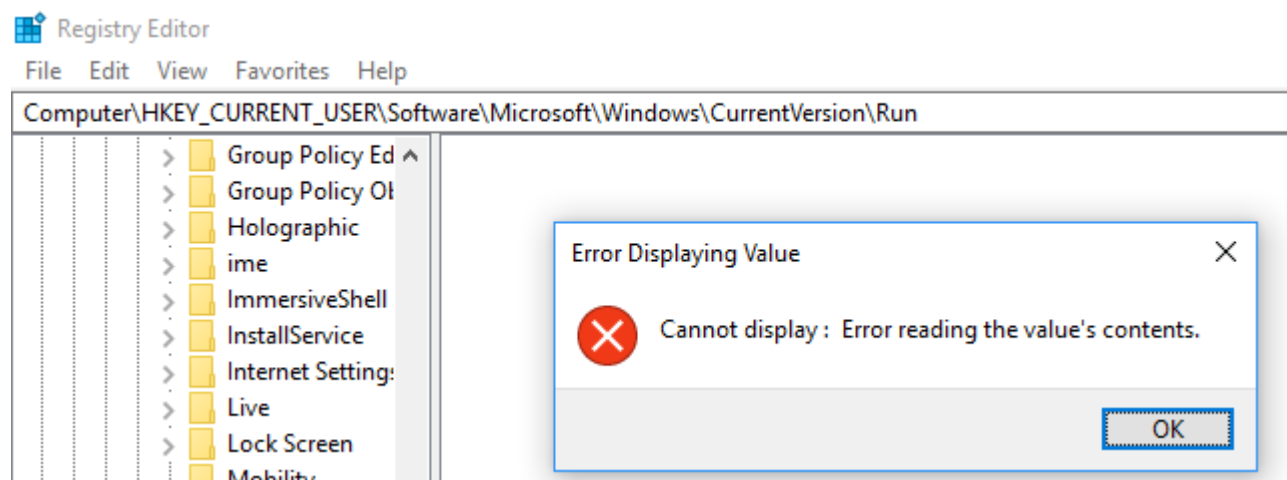 Registry Editor
File Edit View Favorites Help
Computer\HKEY_CURRENT_USER\Software\Microsoft\Windows\CurrentVersion\Run
Group Policy Ed
Group Policy Ob
Holographic
ime
ImmersiveShell
InstallService
Internet Settings
Live
Lock Screen
Mobility
Error Displaying Value
Cannot display : Error reading the value's contents.
OK